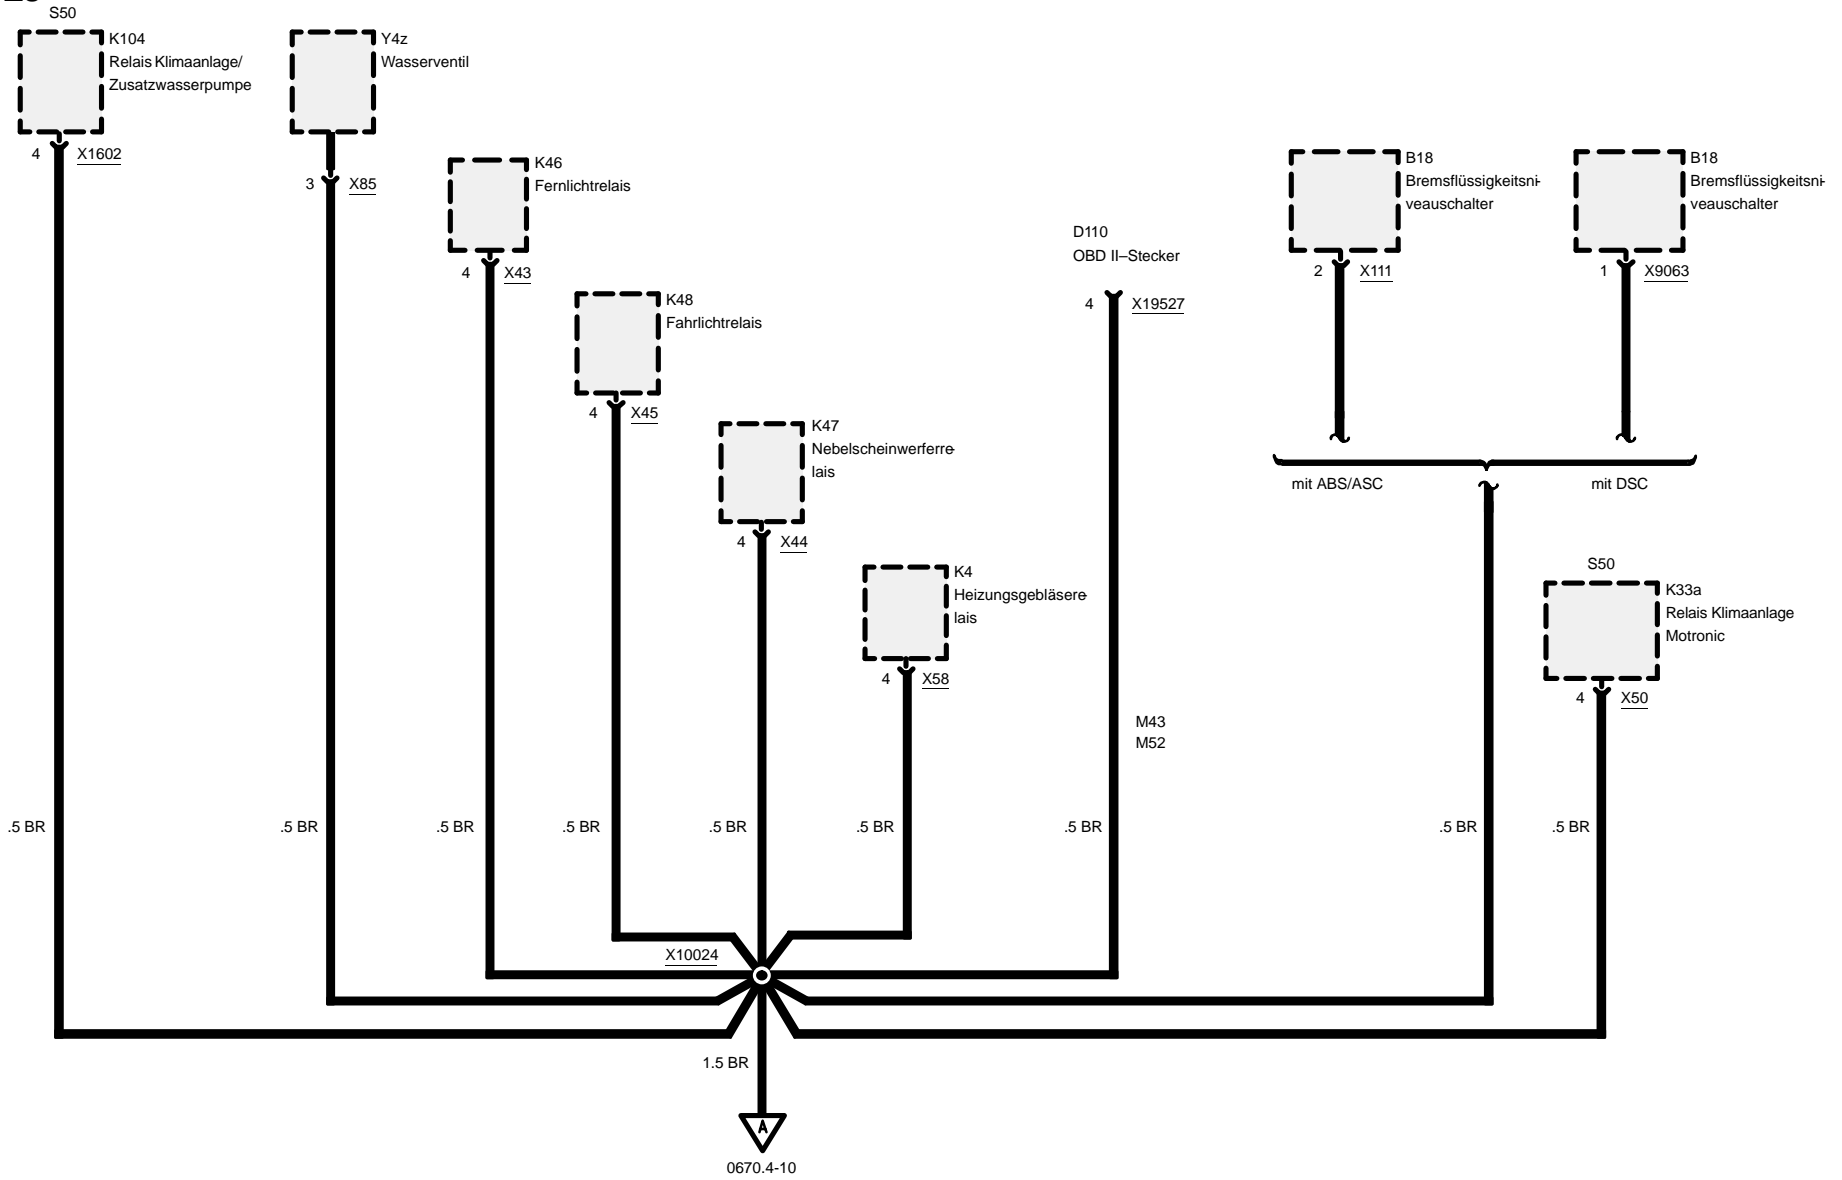 S50
K104
Relais Klimaanlage/
Zusatzwasserpumpe
4 X1602
Y4z
Wasserventil
3 X85
K46
Fernlichtrelais
4 X43
K48
Fahrlichtrelais
4 X45
K47
Nebelscheinwerferre-
lais
4 X44
K4
Heizungsgebläsere-
lais
4 X58
D110
OBD II–Stecker
4 X19527
M43
M52
B18
Bremsflüssigkeitsni-
veauschalter
2 X111
B18
Bremsflüssigkeitsni-
veauschalter
1 X9063
mit ABS/ASC
mit DSC
S50
K33a
Relais Klimaanlage
Motronic
4 X50
.5 BR
.5 BR
.5 BR
.5 BR
.5 BR
.5 BR
.5 BR
.5 BR
.5 BR
X10024
1.5 BR
A
0670.4-10